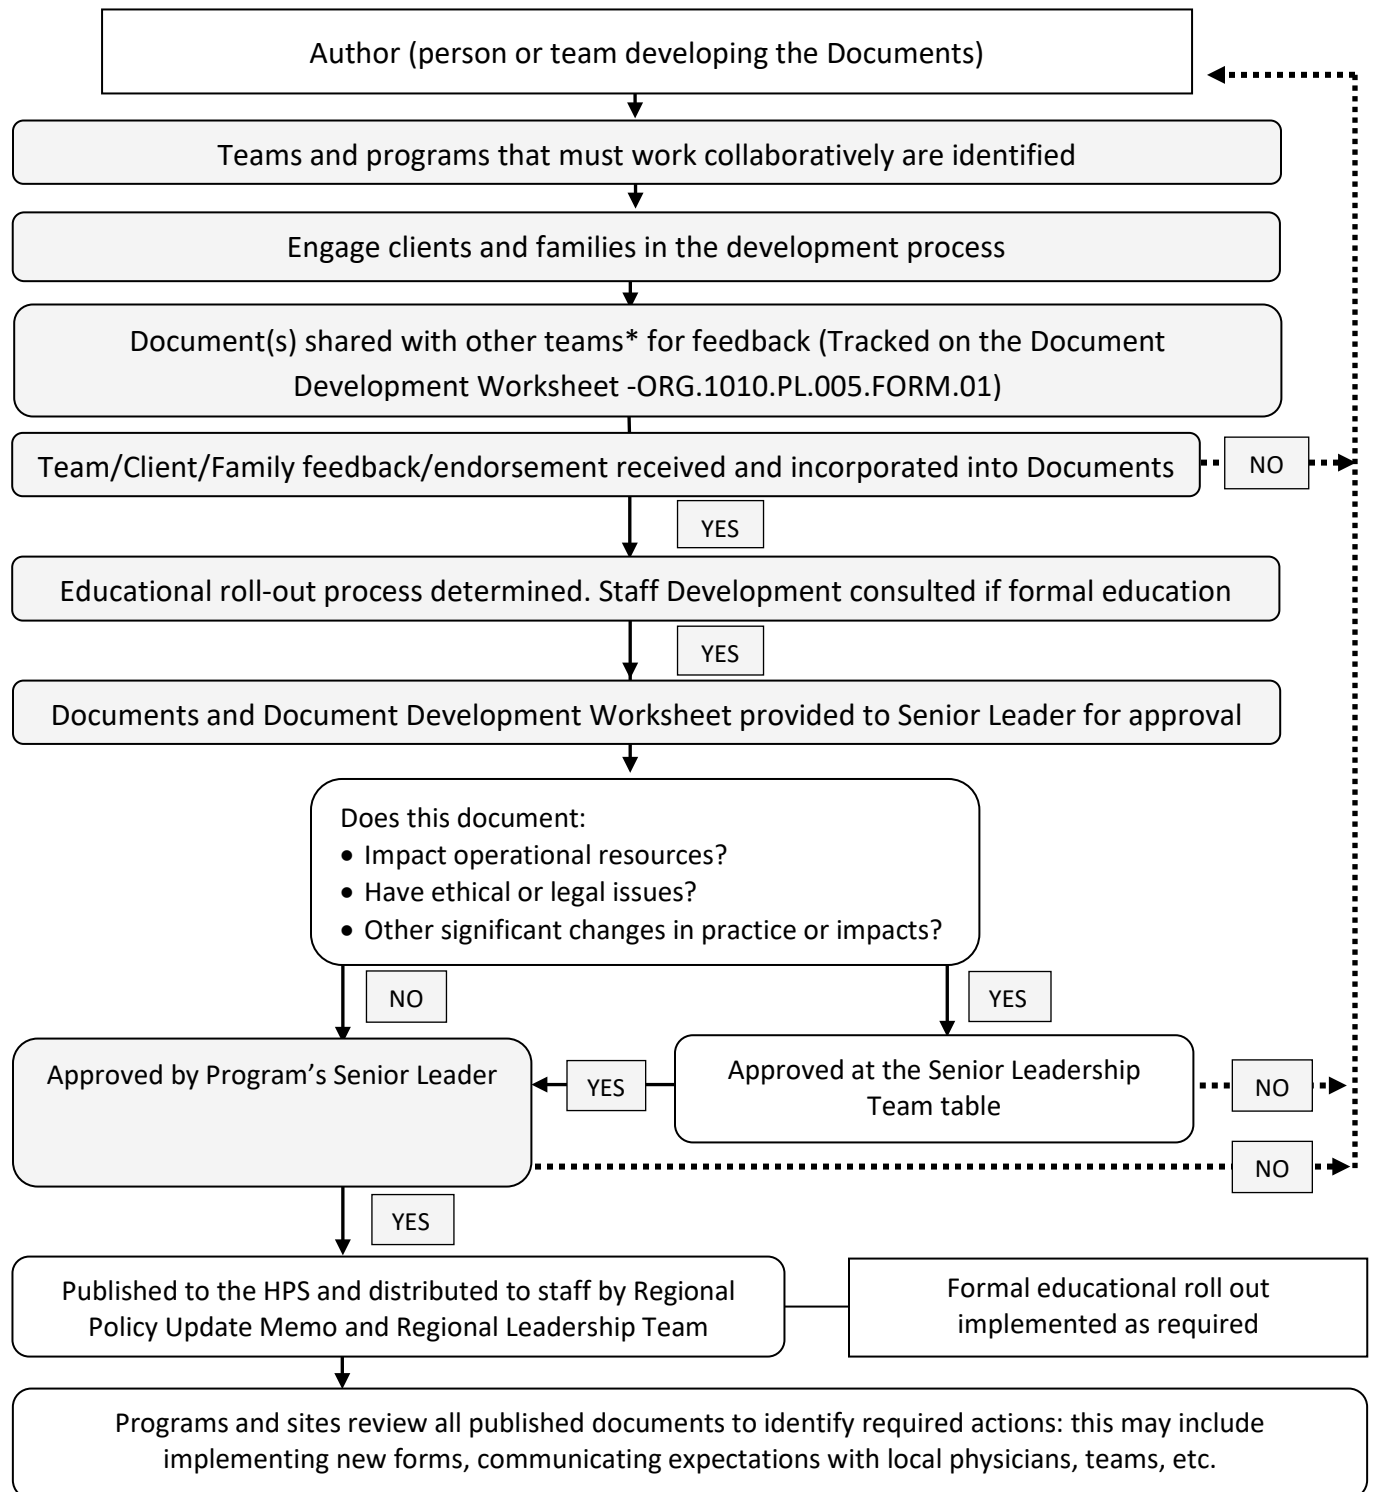 Author (person or team developing the Documents)
Teams and programs that must work collaboratively are identified
Engage clients and families in the development process
Document(s) shared with other teams* for feedback (Tracked on the Document
Development Worksheet -ORG.1010.PL.005.FORM.01)
Team/Client/Family feedback/endorsement received and incorporated into Documents
NO
YES
Educational roll-out process determined. Staff Development consulted if formal education
YES
Documents and Document Development Worksheet provided to Senior Leader for approval
Does this document:
• Impact operational resources?
• Have ethical or legal issues?
• Other significant changes in practice or impacts?
NO
YES
Approved by Program’s Senior Leader
YES
Approved at the Senior Leadership
Team table
NO
NO
YES
Published to the HPS and distributed to staff by Regional
Policy Update Memo and Regional Leadership Team
Formal educational roll out
implemented as required
Programs and sites review all published documents to identify required actions: this may include
implementing new forms, communicating expectations with local physicians, teams, etc.